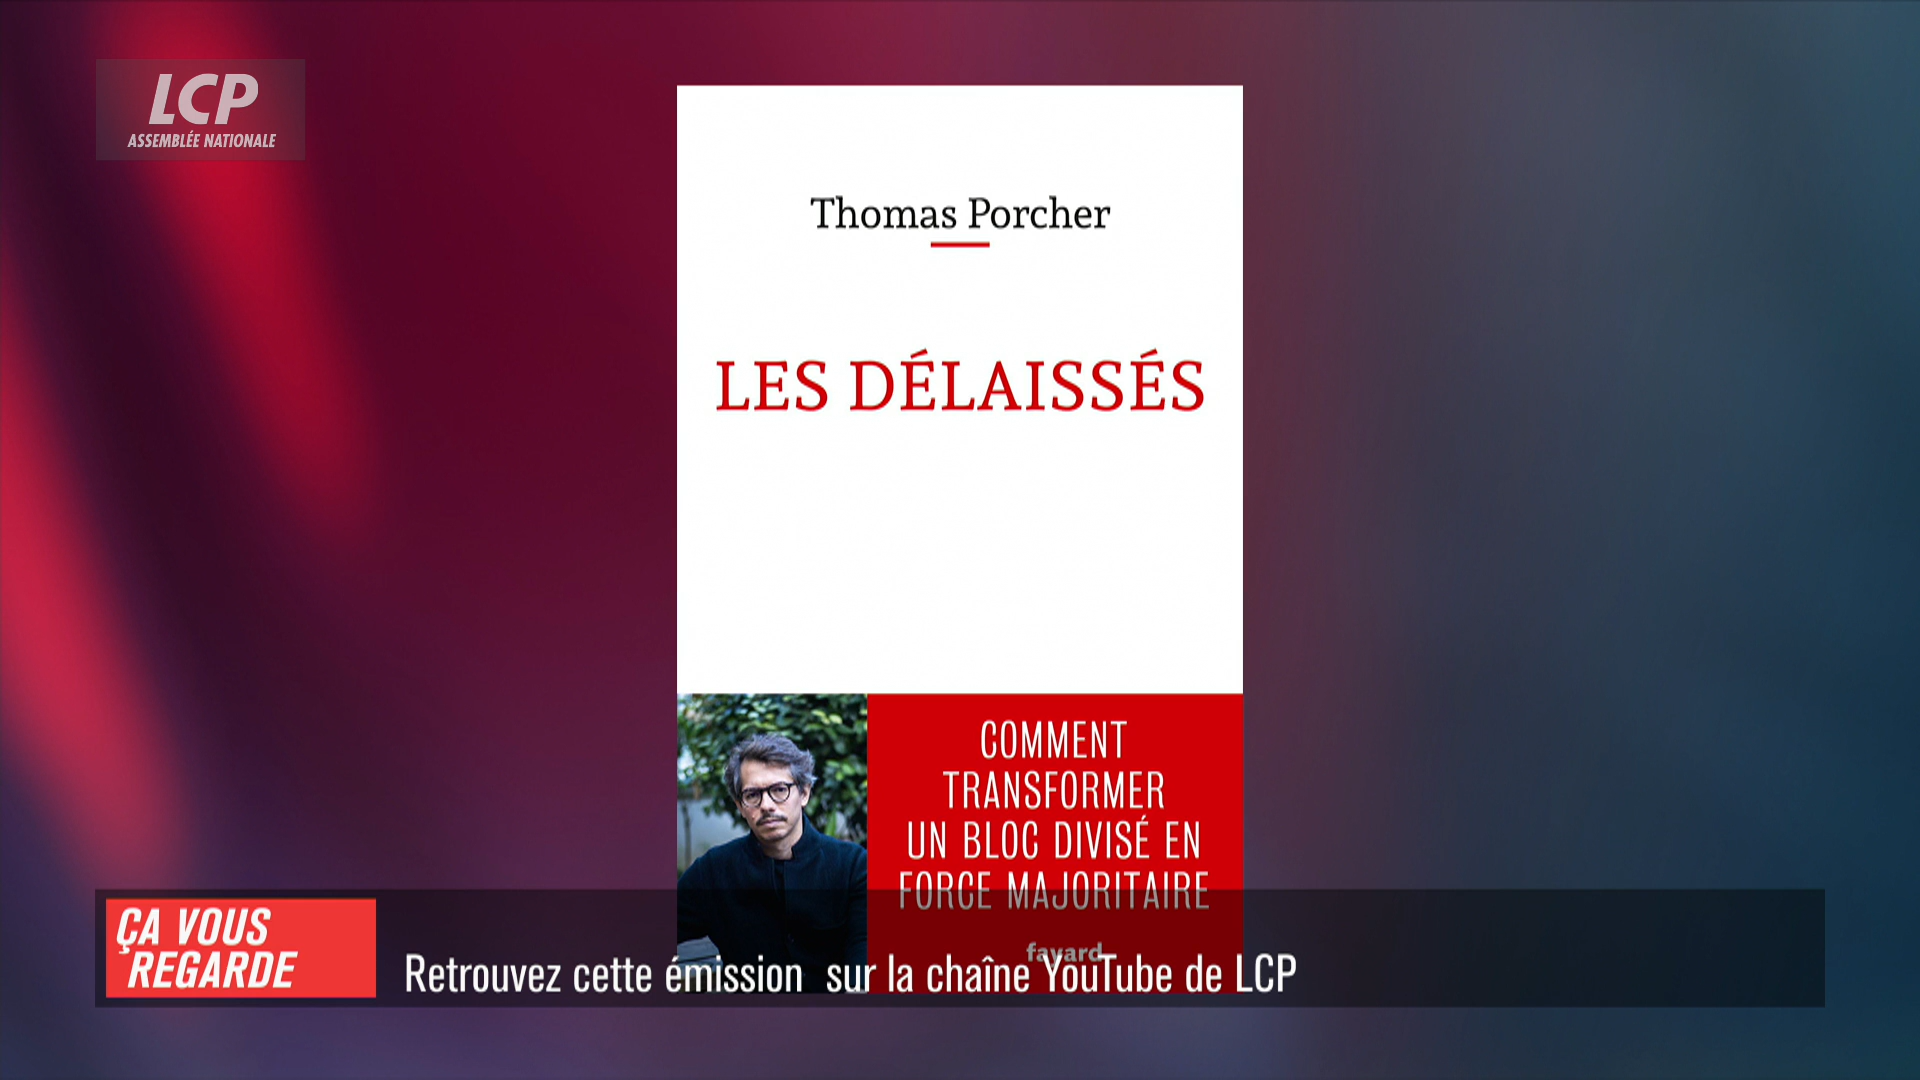 LCP
ASSEMBLÉE NATIONALE
Thomas Porcher
LES DÉLAISSÉS
COMMENT
TRANSFORMER
UN BLOC DIVISÉ EN
FORCE MAJORITAIRE
fayard
ÇA VOUS
REGARDE
Retrouvez cette émission sur la chaîne YouTube de LCP